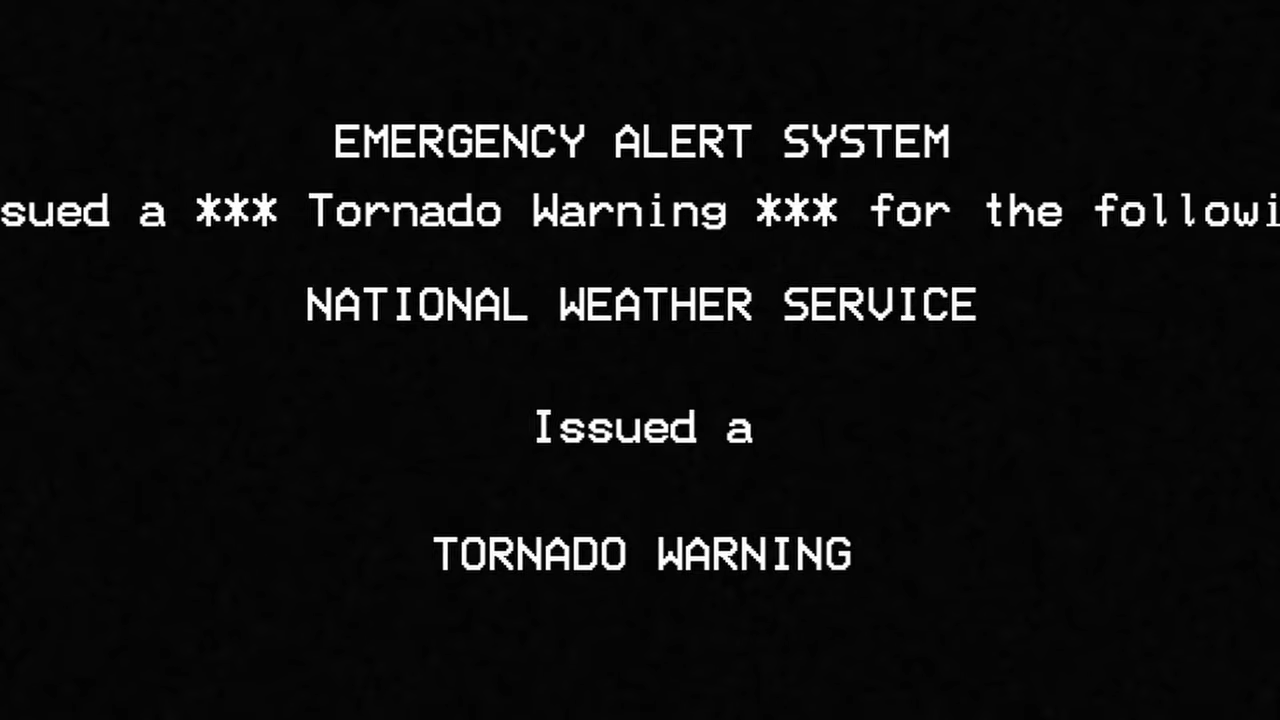 EMERGENCY ALERT SYSTEM
sued a *** Tornado Warning *** for the followi
NATIONAL WEATHER SERVICE
Issued a
TORNADO WARNING